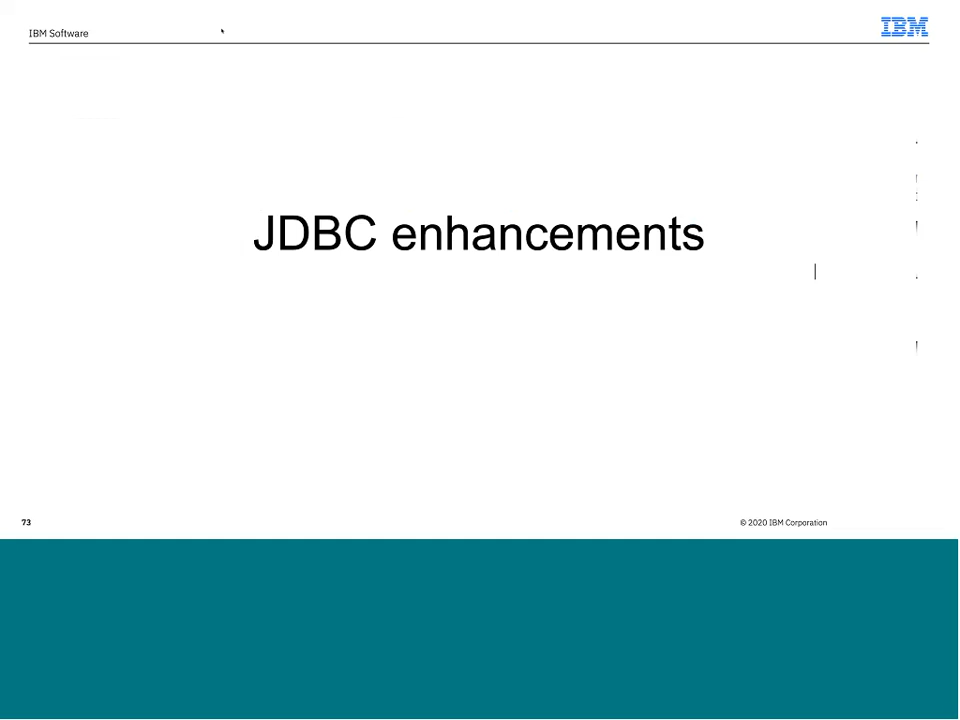 IBM Software
IBM
JDBC enhancements
73
© 2020 IBM Corporation